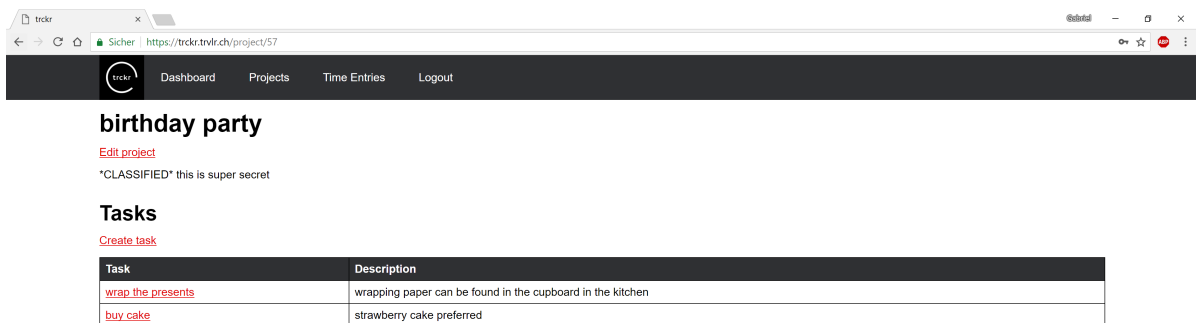 trckr
Gabriel
Sicher https://trckr.trvlr.ch/project/57
ABP
trckr Dashboard Projects Time Entries Logout
birthday party
Edit project
*CLASSIFIED* this is super secret
Tasks
Create task
Task Description
wrap the presents wrapping paper can be found in the cupboard in the kitchen
buy cake strawberry cake preferred